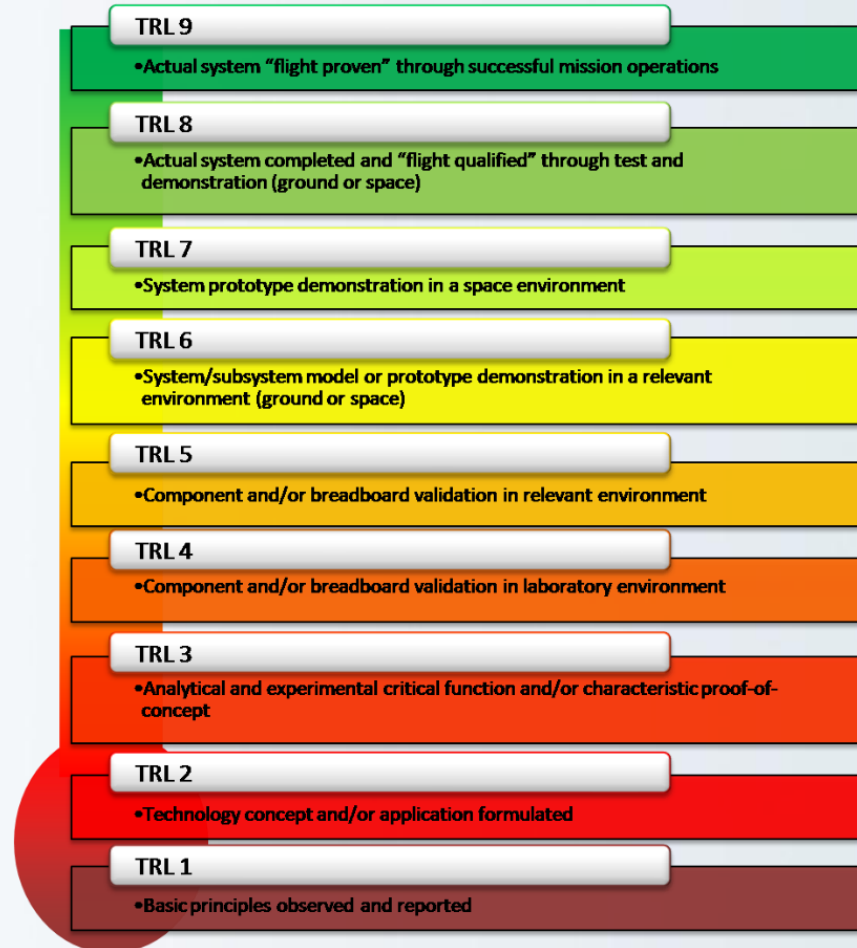 TRL 9
•Actual system “flight proven” through successful mission operations
TRL 8
•Actual system completed and “flight qualified” through test and
demonstration (ground or space)
TRL 7
•System prototype demonstration in a space environment
TRL 6
•System/subsystem model or prototype demonstration in a relevant
environment (ground or space)
TRL 5
•Component and/or breadboard validation in relevant environment
TRL 4
•Component and/or breadboard validation in laboratory environment
TRL 3
•Analytical and experimental critical function and/or characteristic proof-of-
concept
TRL 2
•Technology concept and/or application formulated
TRL 1
•Basic principles observed and reported